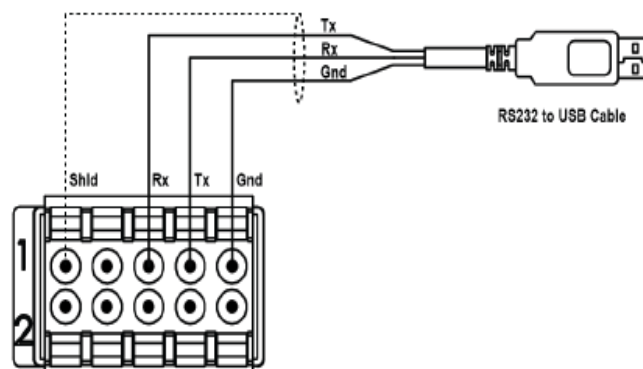 Tx
Rx
Gnd
RS232 to USB Cable
Shld Rx Tx Gnd
1
2